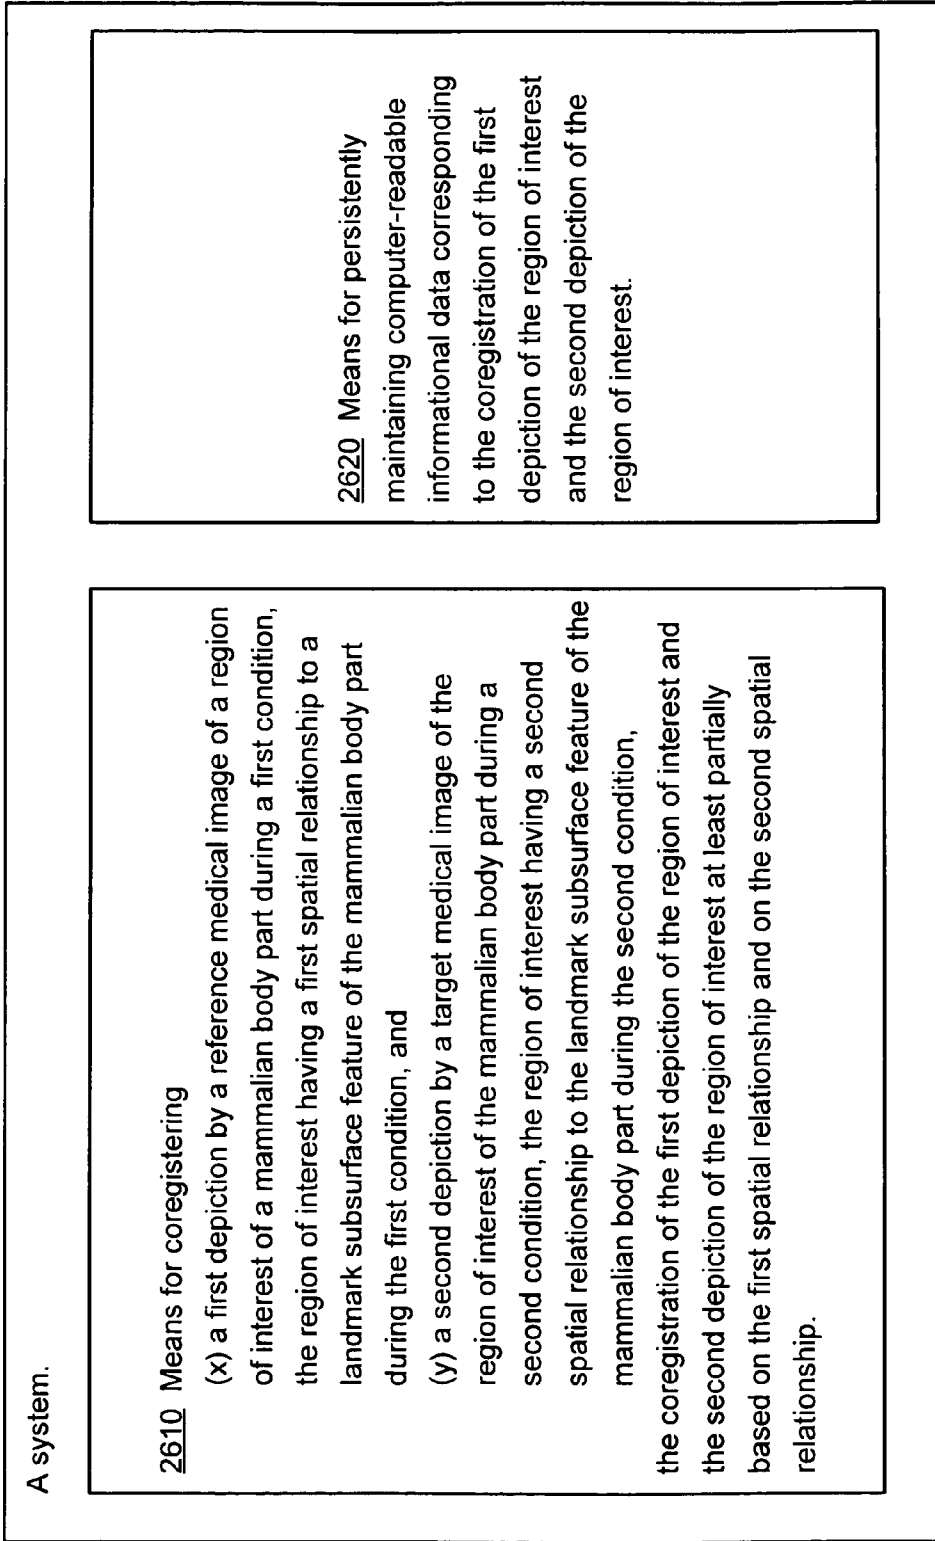 A system.
2610 Means for coregistering
(x) a first depiction by a reference medical image of a region
of interest of a mammalian body part during a first condition,
the region of interest having a first spatial relationship to a
landmark subsurface feature of the mammalian body part
during the first condition, and
(y) a second depiction by a target medical image of the
region of interest of the mammalian body part during a
second condition, the region of interest having a second
spatial relationship to the landmark subsurface feature of the
mammalian body part during the second condition,
the coregistration of the first depiction of the region of interest and
the second depiction of the region of interest at least partially
based on the first spatial relationship and on the second spatial
relationship.
2620 Means for persistently
maintaining computer-readable
informational data corresponding
to the coregistration of the first
depiction of the region of interest
and the second depiction of the
region of interest.